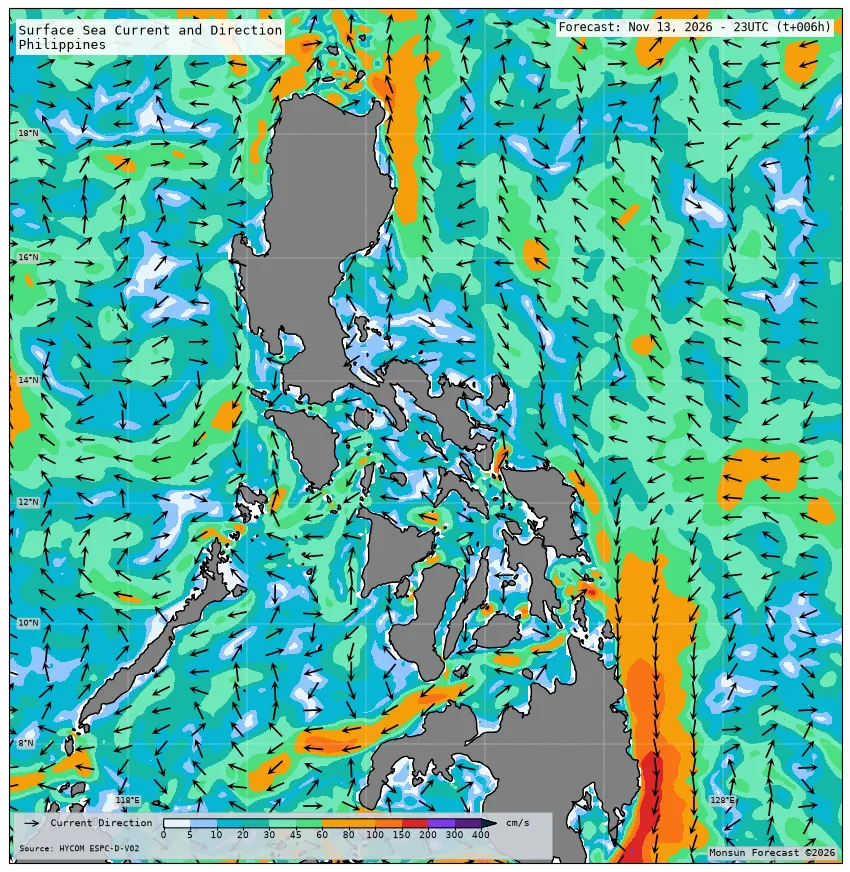 Surface Sea Current and Direction
Philippines
Forecast: Nov 13, 2026 - 23UTC (t+006h)
18°N
16°N
14°N
12°N
10°N
8°N
118°E
128°E
Current Direction
0 5 10 20 30 45 60 80 100 150 200 300 400
cm/s
Source: HYCOM ESPC-D-V02
Monsun Forecast ©2026